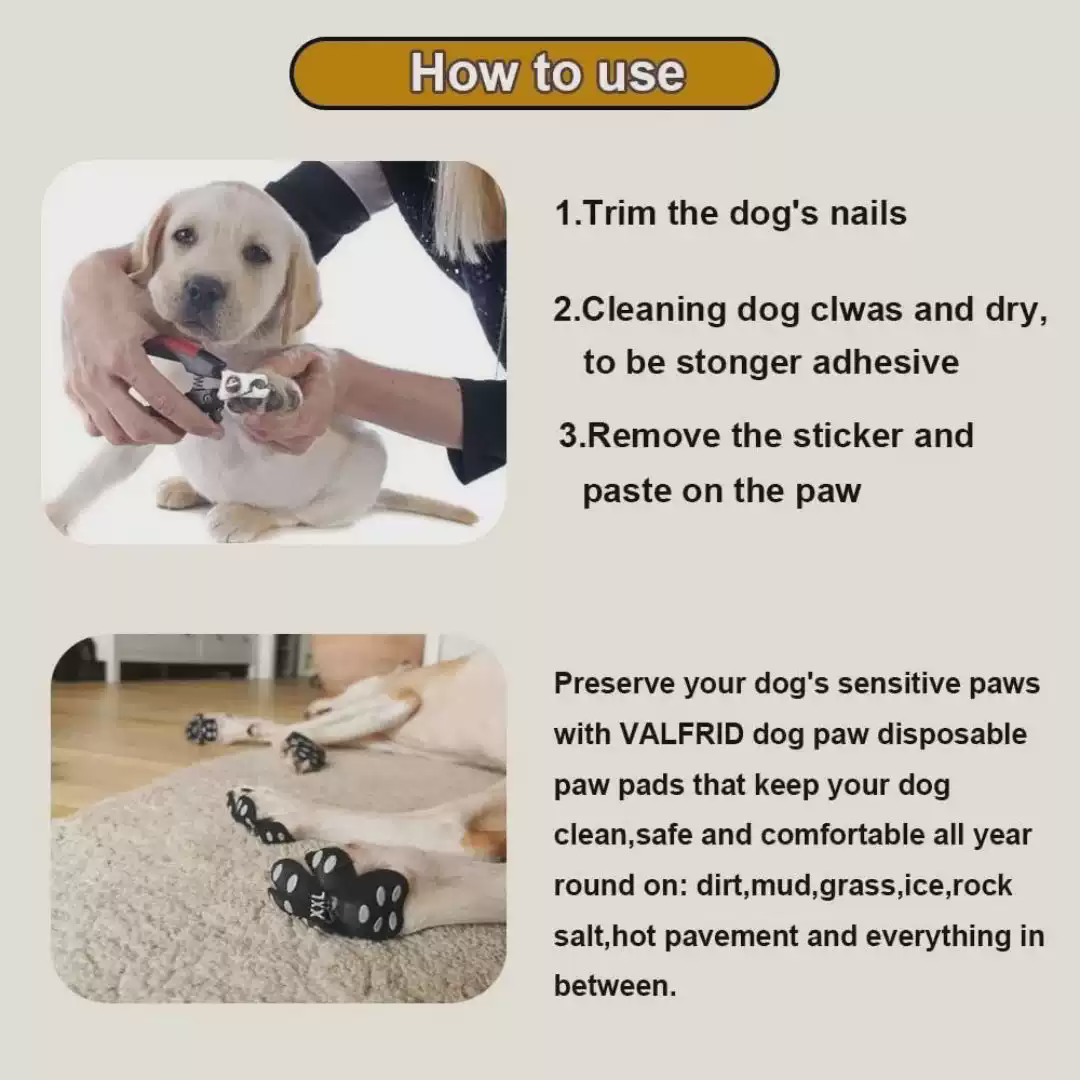 How to use
1.Trim the dog's nails
2.Cleaning dog clwas and dry,
to be stonger adhesive
3.Remove the sticker and
paste on the paw
Preserve your dog's sensitive paws
with VALFRID dog paw disposable
paw pads that keep your dog
clean,safe and comfortable all year
round on: dirt,mud,grass,ice,rock
salt,hot pavement and everything in
between.
XXL